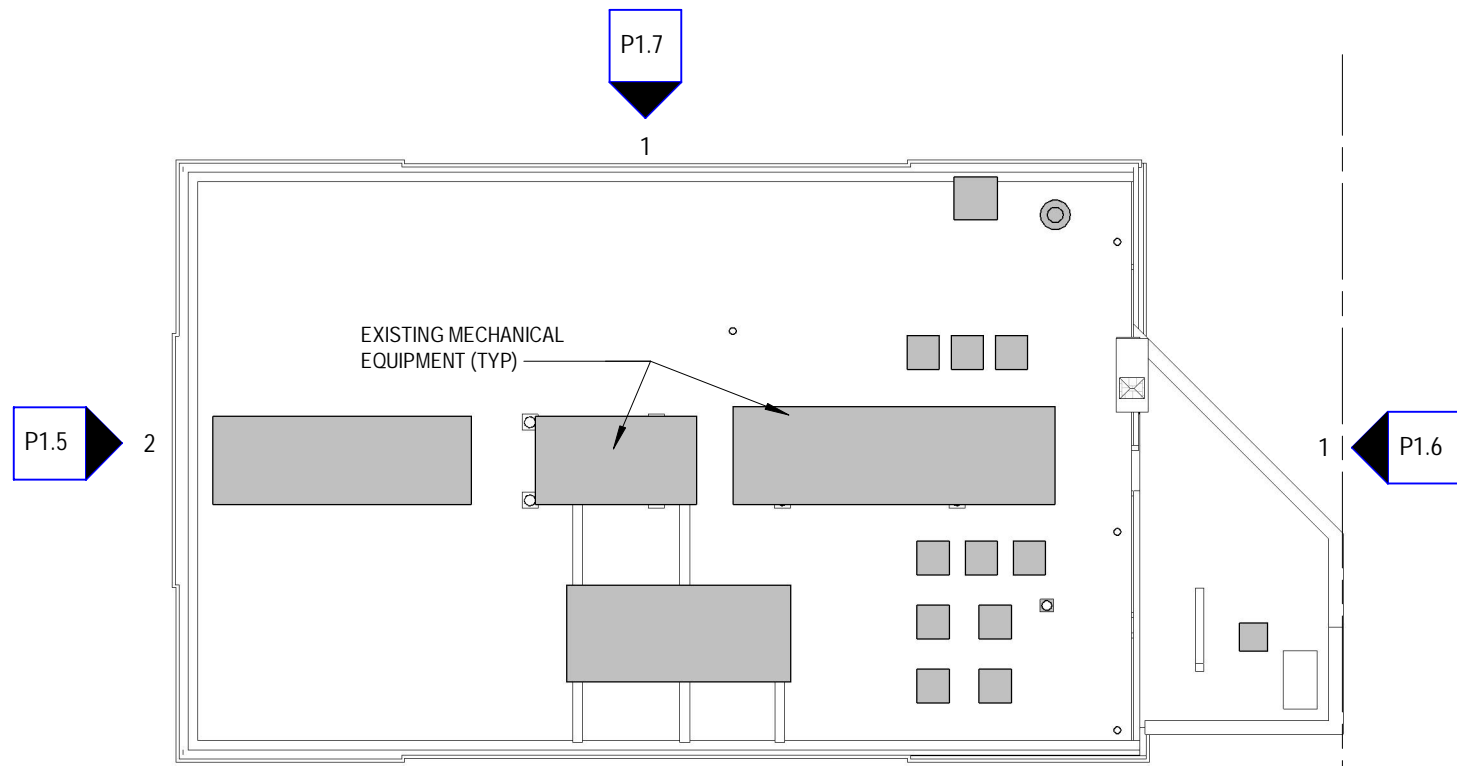 P1.7
1
EXISTING MECHANICAL
EQUIPMENT (TYP)
P1.5
2
1
P1.6